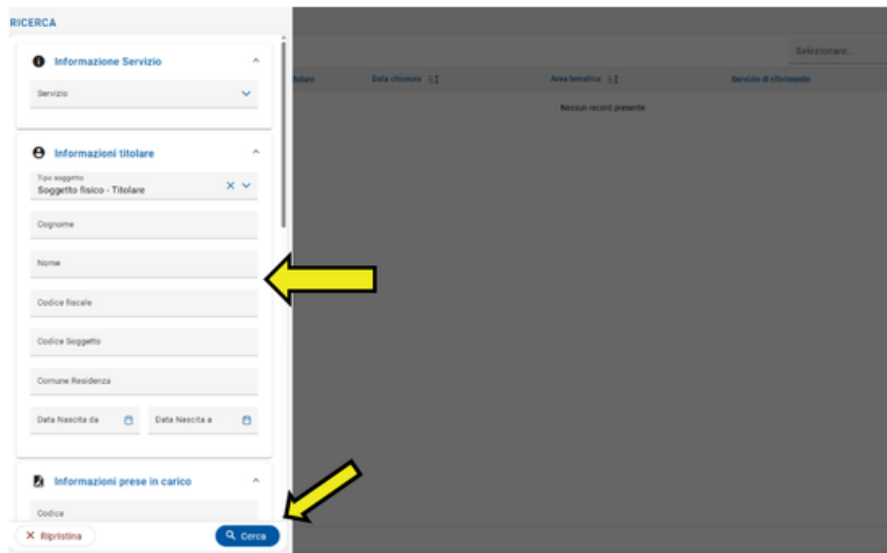 RICERCA
Informazione Servizio
Servizio
Informazioni titolare
Tipo soggetto
Soggetto fisico - Titolare
Cognome
Nome
Codice fiscale
Codice Soggetto
Comune Residenza
Data Nascita da Data Nascita a
Informazioni prese in carico
Codice
Ripristina Cerca
Selezionare...
titolare Data chiusura Area tematica Servizio di riferimento
Nessun record presente